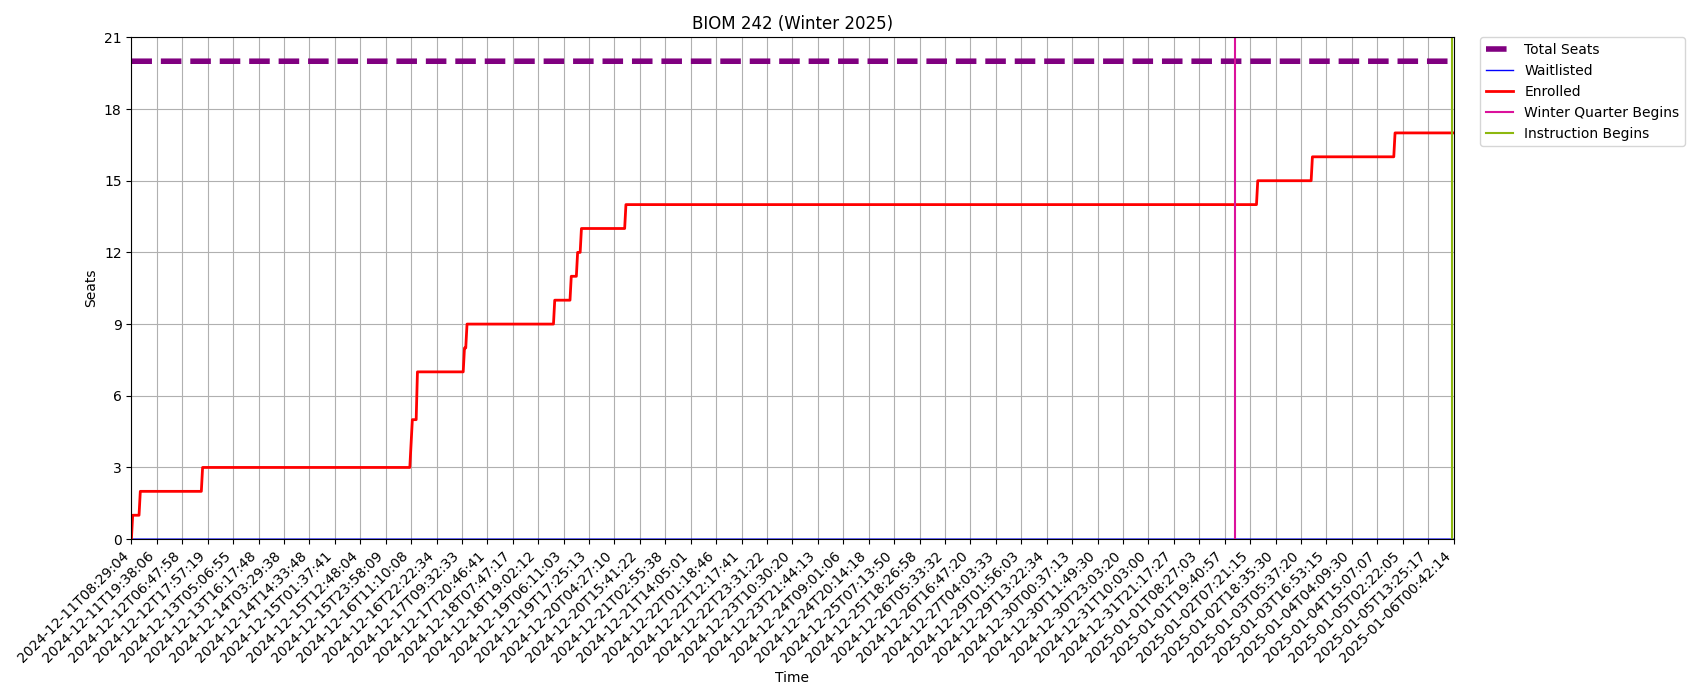 BIOM 242 (Winter 2025)
21
18
15
12
9
6
3
0
Seats
Total Seats
Waitlisted
Enrolled
Winter Quarter Begins
Instruction Begins
2024-12-11T08:29:04
2024-12-11T19:38:06
2024-12-12T06:47:58
2024-12-12T17:57:19
2024-12-13T05:06:55
2024-12-13T16:17:48
2024-12-14T03:29:38
2024-12-14T14:33:48
2024-12-15T01:37:41
2024-12-15T12:48:04
2024-12-15T23:58:09
2024-12-16T11:10:08
2024-12-16T22:22:34
2024-12-17T09:32:33
2024-12-17T20:46:41
2024-12-18T07:47:17
2024-12-18T19:02:12
2024-12-19T06:11:03
2024-12-19T17:25:13
2024-12-20T04:27:10
2024-12-20T15:41:22
2024-12-21T02:55:38
2024-12-21T14:05:01
2024-12-22T01:18:46
2024-12-22T12:17:41
2024-12-22T23:31:22
2024-12-23T10:30:20
2024-12-23T21:44:13
2024-12-24T09:01:06
2024-12-24T20:14:18
2024-12-25T07:13:50
2024-12-25T18:26:58
2024-12-26T05:33:32
2024-12-26T16:47:20
2024-12-27T04:03:33
2024-12-29T01:56:03
2024-12-29T13:22:34
2024-12-30T00:37:13
2024-12-30T11:49:30
2024-12-30T23:03:20
2024-12-31T10:03:00
2024-12-31T21:17:27
2025-01-01T08:27:03
2025-01-01T19:40:57
2025-01-02T07:21:15
2025-01-02T18:35:30
2025-01-03T05:37:20
2025-01-03T16:53:15
2025-01-04T04:09:30
2025-01-04T15:07:07
2025-01-05T02:22:05
2025-01-05T13:25:17
2025-01-06T00:42:14
Time